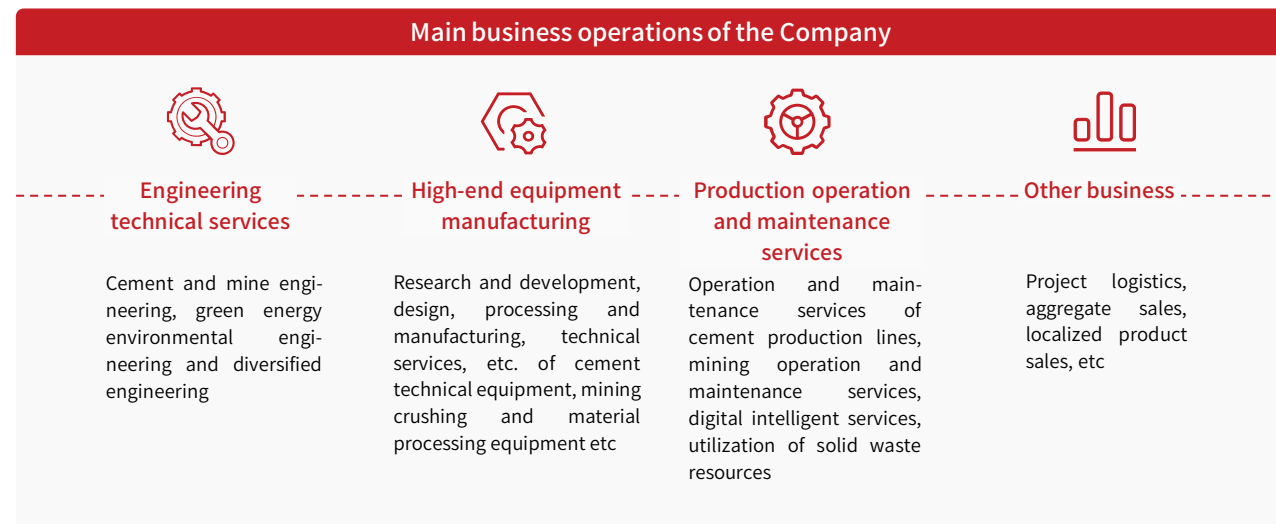 Main business operations of the Company
Engineering
technical services
Cement and mine engi-
neering, green energy
environmental engi-
neering and diversified
engineering
High-end equipment
manufacturing
Research and development,
design, processing and
manufacturing, technical
services, etc. of cement
technical equipment, mining
crushing and material
processing equipment etc
Production operation
and maintenance
services
Operation and main-
tenance services of
cement production lines,
mining operation and
maintenance services,
digital intelligent services,
utilization of solid waste
resources
Other business
Project logistics,
aggregate sales,
localized product
sales, etc